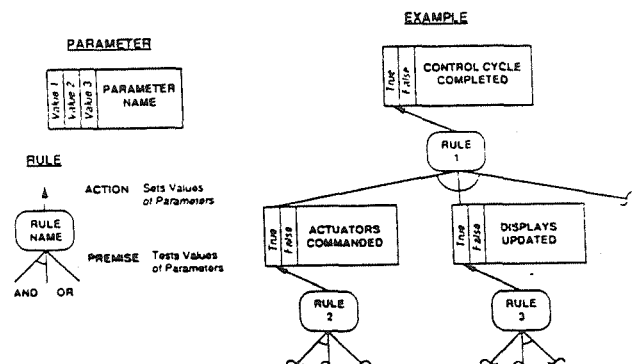 PARAMETER
Value 1
Value 2
Value 3
PARAMETER
NAME
RULE
ACTION Sets Values
of Parameters
RULE
NAME
PREMISE Tests Values
of Parameters
AND OR
EXAMPLE
True
False
CONTROL CYCLE
COMPLETED
RULE
1
True
False
ACTUATORS
COMMANDED
True
False
DISPLAYS
UPDATED
RULE
2
RULE
3